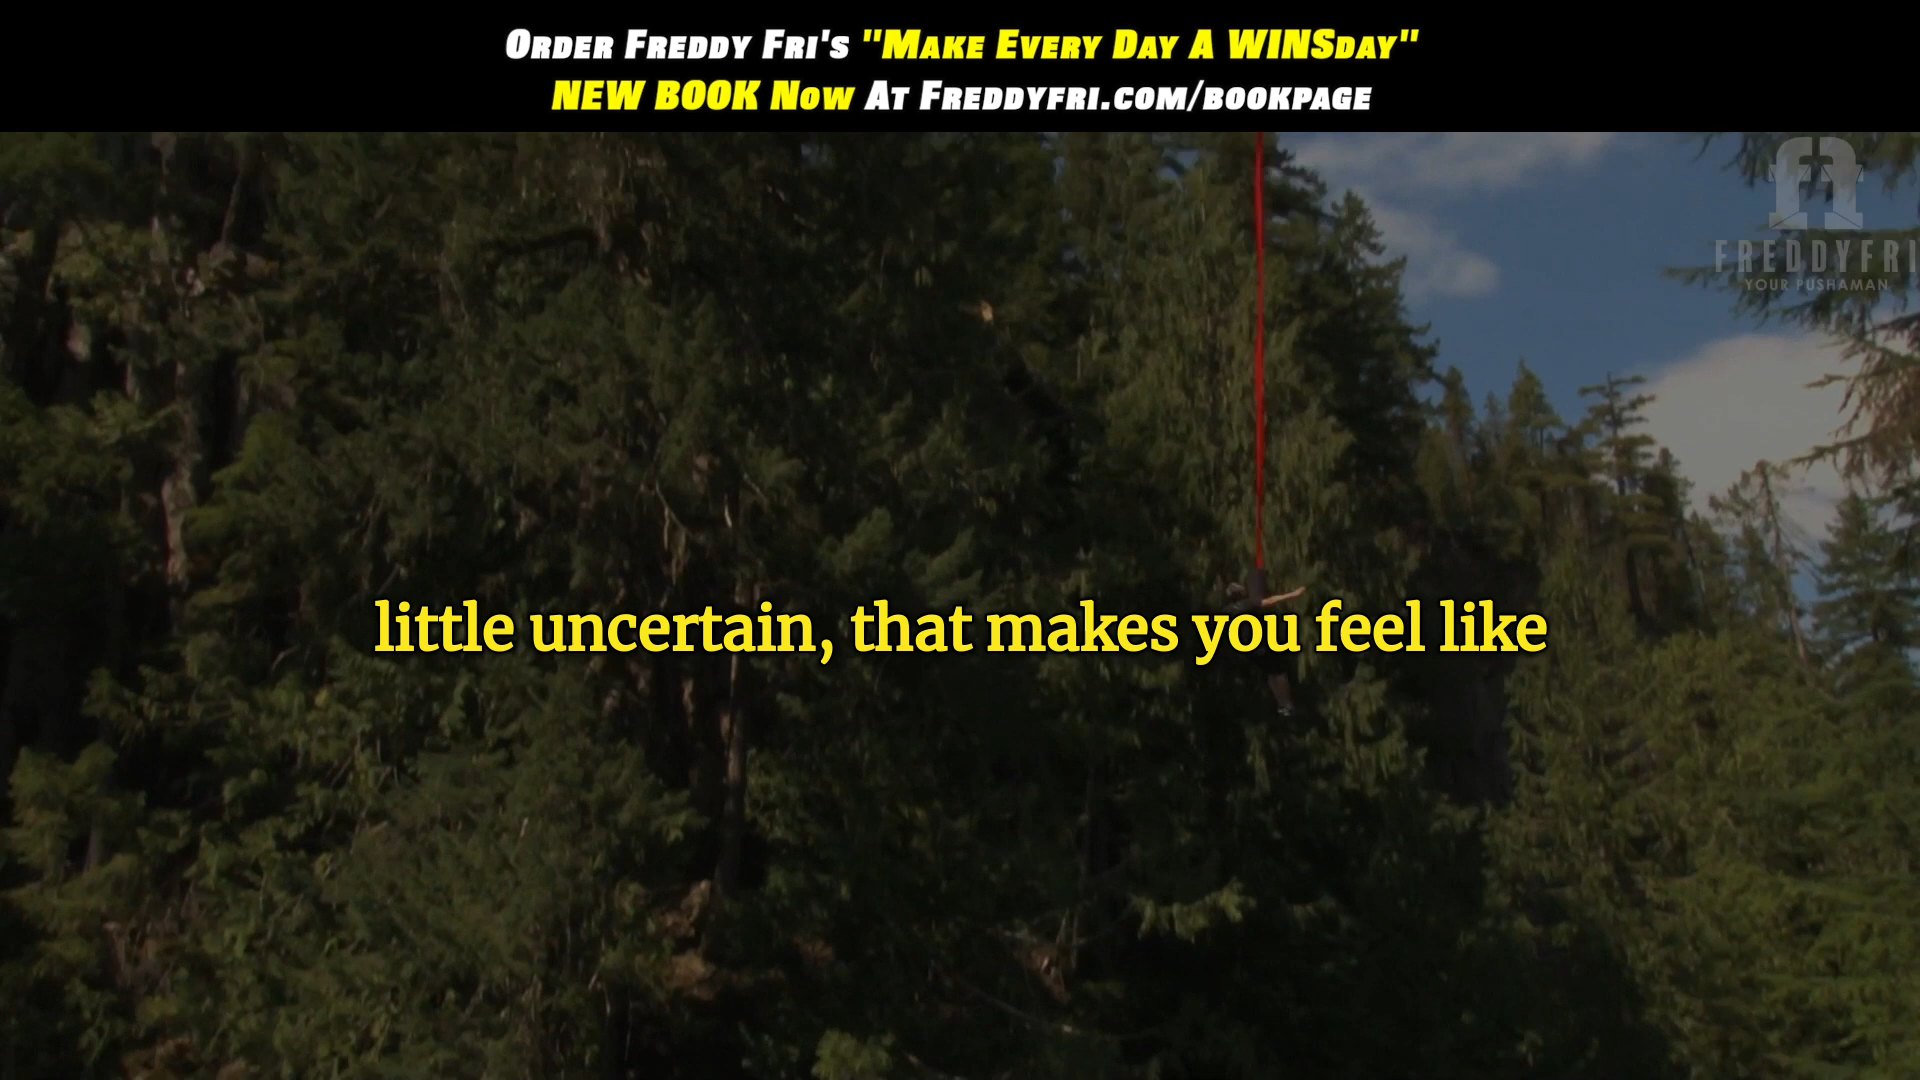 Order Freddy Fri's "Make Every Day A WINSday"
NEW BOOK Now At Freddyfri.com/bookpage
FREDDYFRI
YOUR PUSHAMAN
little uncertain, that makes you feel like